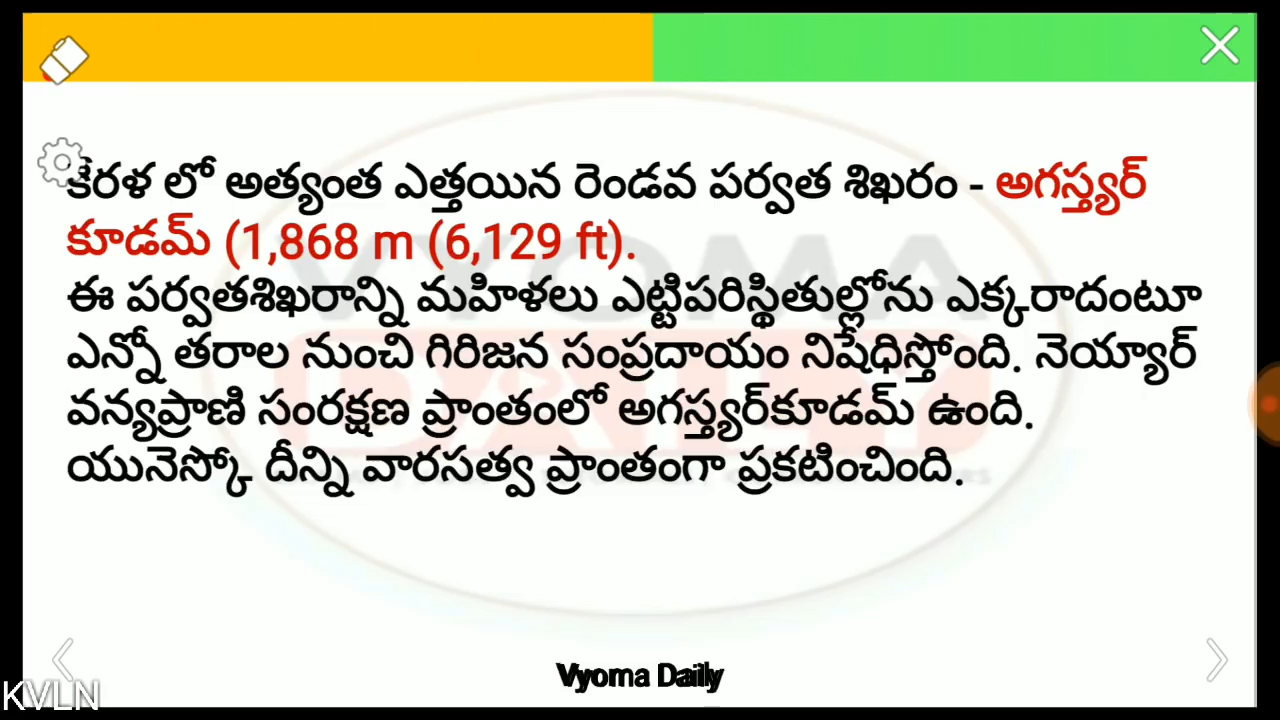 కేరళ లో అత్యంత ఎత్తయిన రెండవ పర్వత శిఖరం - అగస్త్యర్
కూడమ్ (1,868 m (6,129 ft).
ఈ పర్వతశిఖరాన్ని మహిళలు ఎట్టిపరిస్థితుల్లోను ఎక్కరాదంటూ
ఎన్నో తరాల నుంచి గిరిజన సంప్రదాయం నిషేధిస్తోంది. నెయ్యార్
వన్యప్రాణి సంరక్షణ ప్రాంతంలో అగస్త్యర్‌కూడమ్ ఉంది.
యునెస్కో దీన్ని వారసత్వ ప్రాంతంగా ప్రకటించింది.
VYOMA
DAILY
Vyoma Daily
KVLN